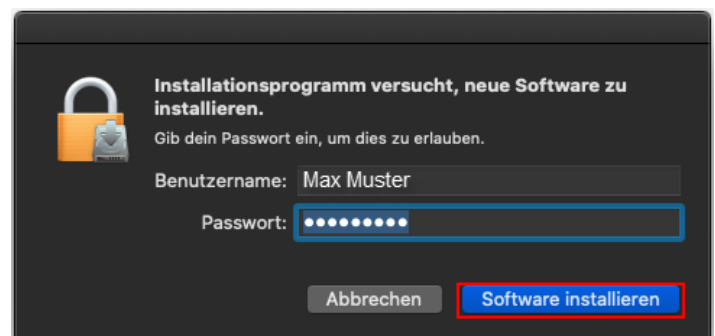 Installationsprogramm versucht, neue Software zu
installieren.
Gib dein Passwort ein, um dies zu erlauben.
Benutzername: Max Muster
Passwort: •••••••••
Abbrechen Software installieren